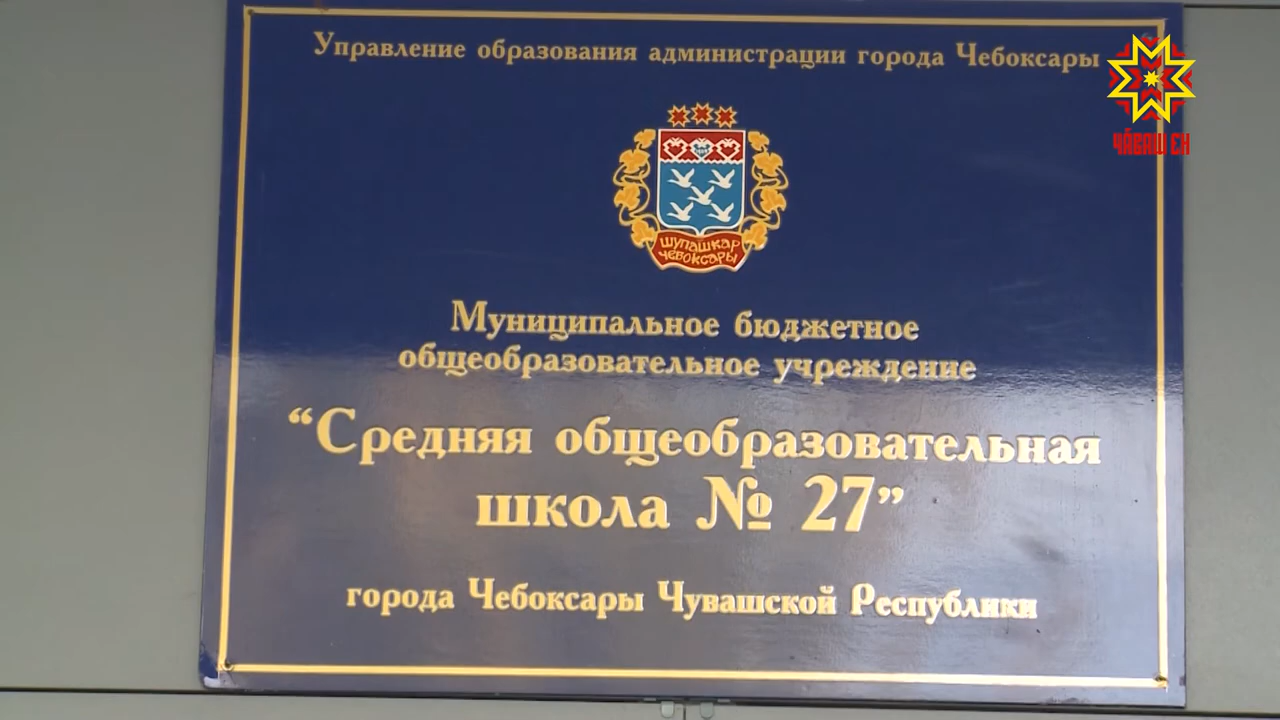 Управление образования администрации города Чебоксары
ЧӐВАШ ЕН
ШУПАШКАР
ЧЕБОКСАРЫ
Муниципальное бюджетное
общеобразовательное учреждение
“Средняя общеобразовательная
школа № 27”
города Чебоксары Чувашской Республики